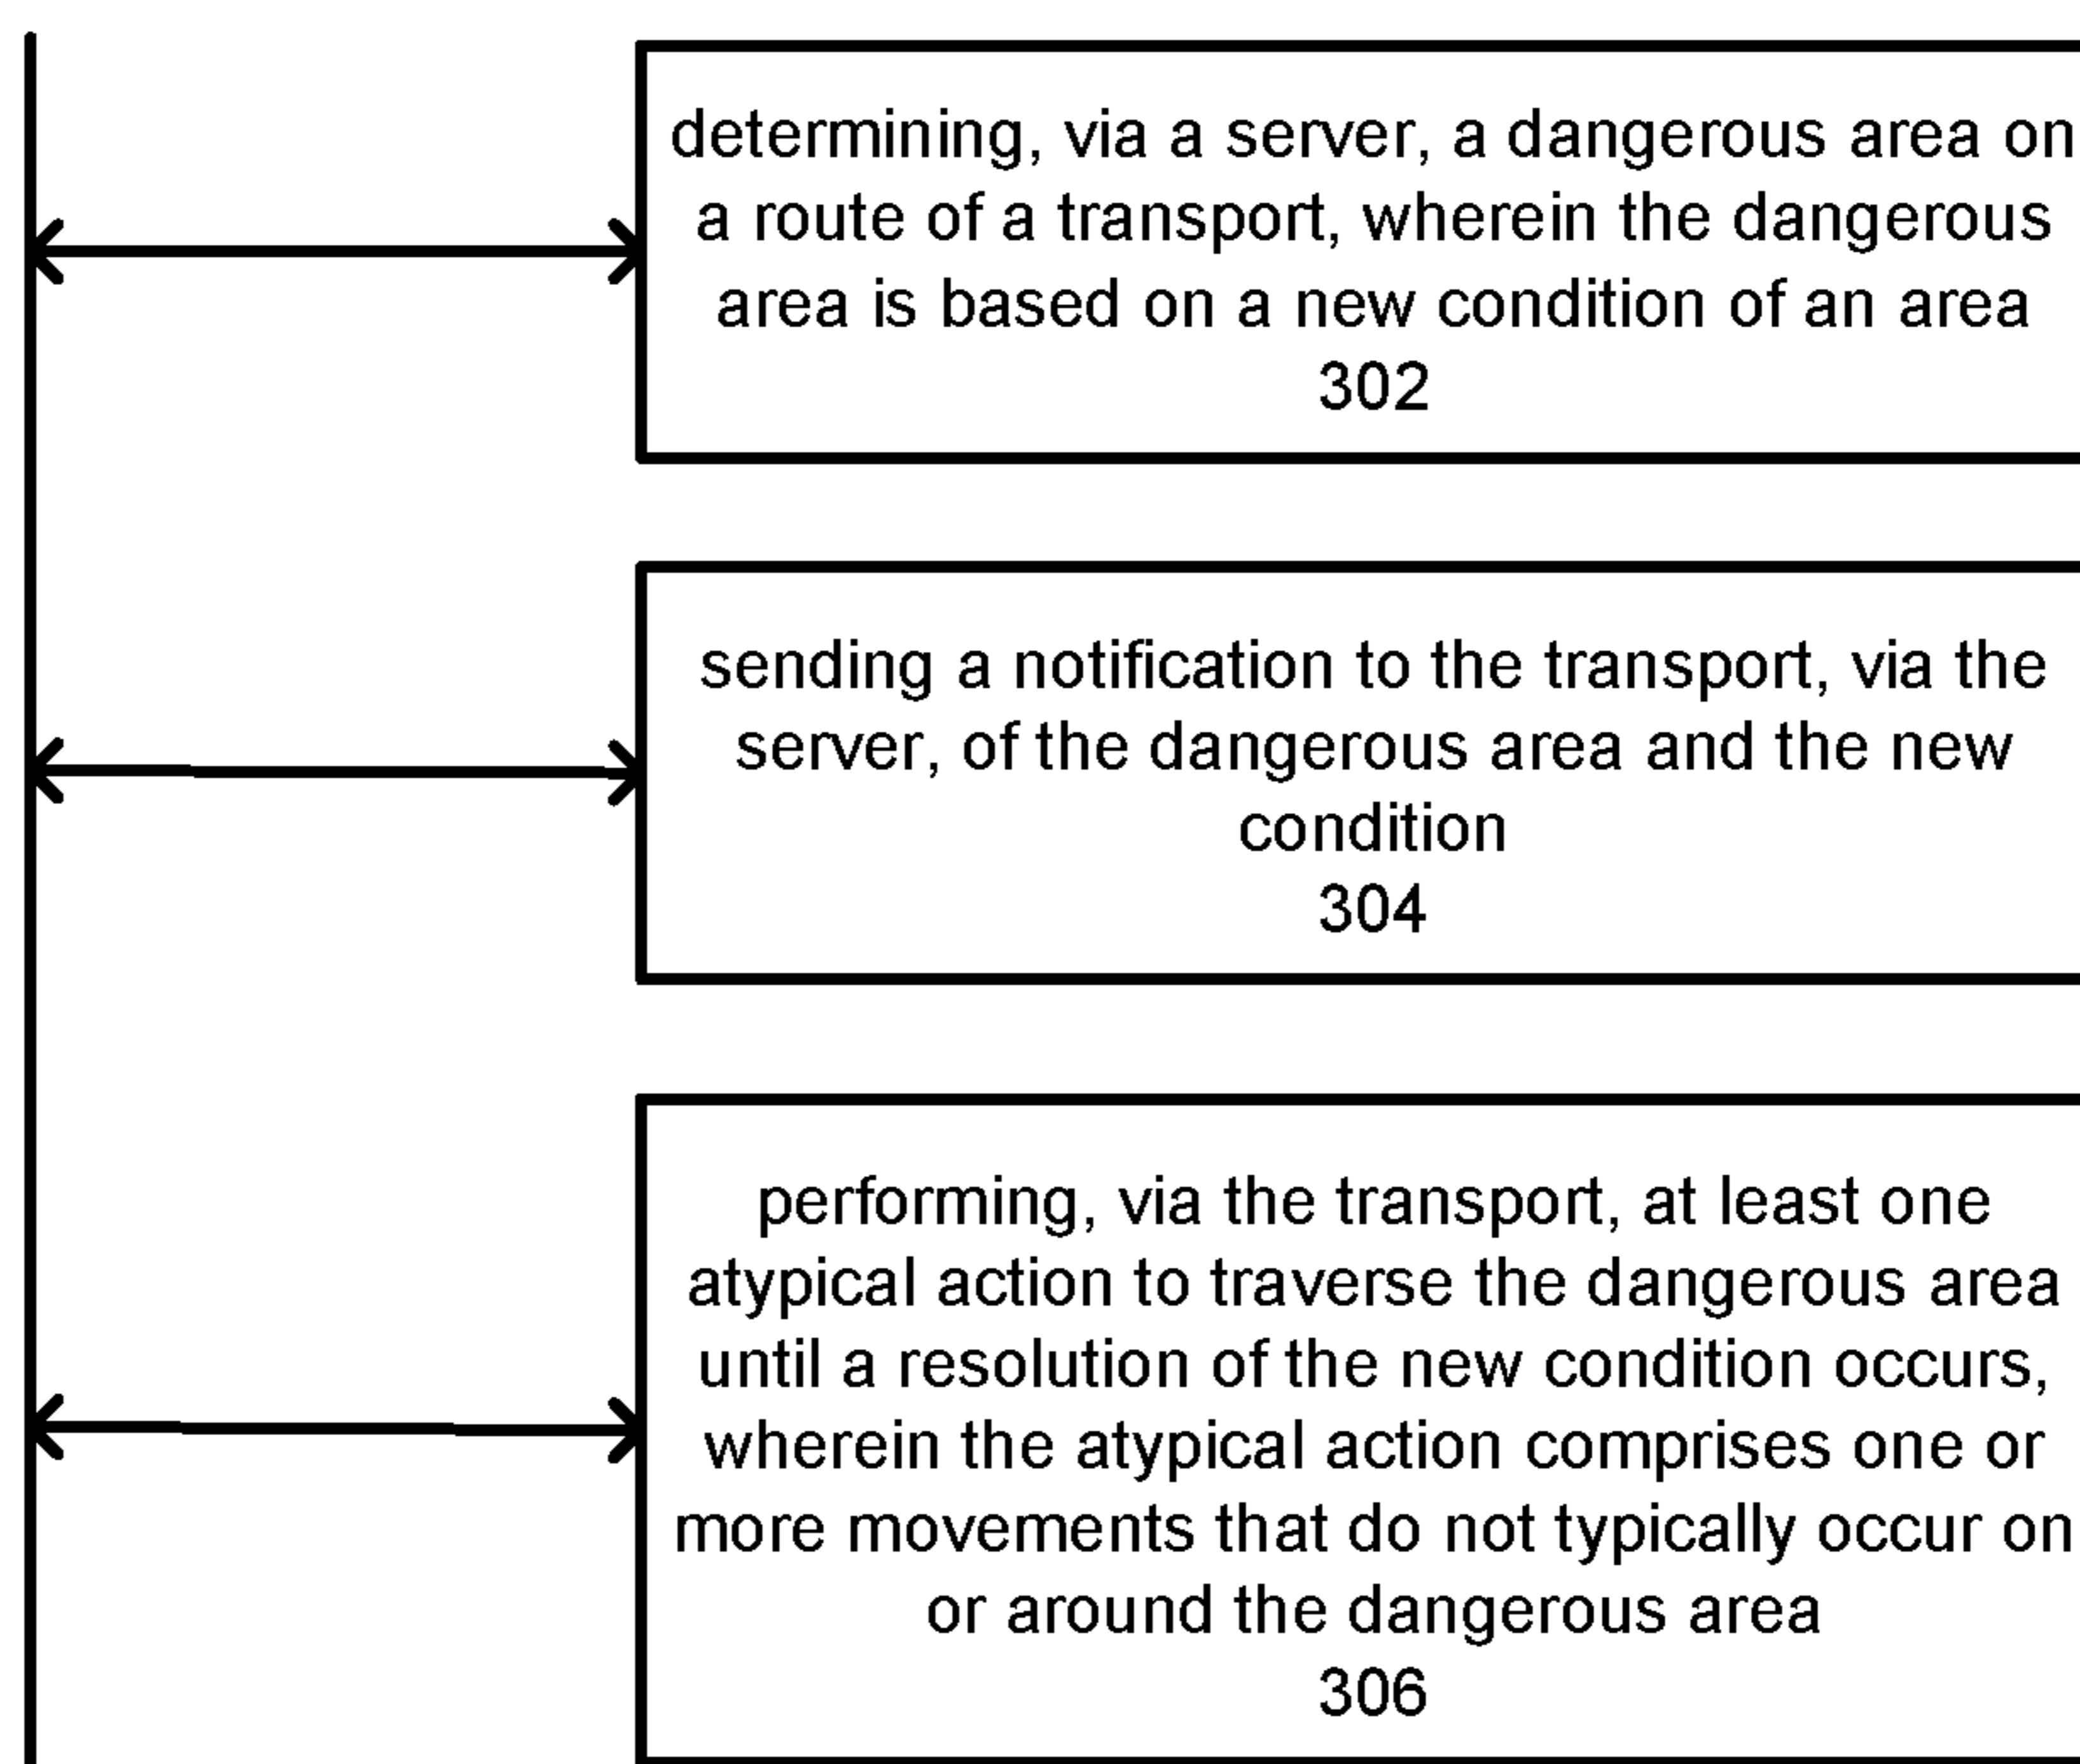 determining, via a server, a dangerous area on
a route of a transport, wherein the dangerous
area is based on a new condition of an area
302
sending a notification to the transport, via the
server, of the dangerous area and the new
condition
304
performing, via the transport, at least one
atypical action to traverse the dangerous area
until a resolution of the new condition occurs,
wherein the atypical action comprises one or
more movements that do not typically occur on
or around the dangerous area
306